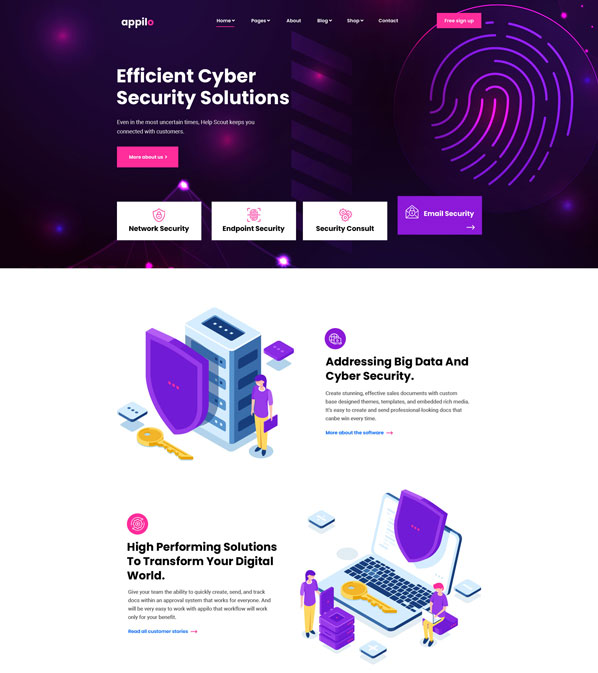 appilo
Home Pages About Blog Shop Contact
Free sign up
Efficient Cyber
Security Solutions
Even in the most uncertain times, Help Scout keeps you
connected with customers.
More about us
Network Security
Endpoint Security
Security Consult
Email Security
Addressing Big Data And
Cyber Security.
Create stunning, effective sales documents with custom
base designed themes, templates, and embedded rich media.
It's easy to create and send professional looking docs that
canbe win every time.
More about the software
High Performing Solutions
To Transform Your Digital
World.
Give your team the ability to quickly create, send, and track
docs within an approval system that works for everyone. And
will be very easy to work with appilo that workflow will work
only for your benefit.
Read all customer stories